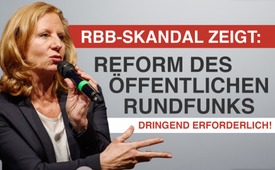 RBB-SKANDAL ZEIGT:
REFORM DES
ÖFFENTLICHEN
RUNDFUNKS
DRINGEND ERFORDERLICH!